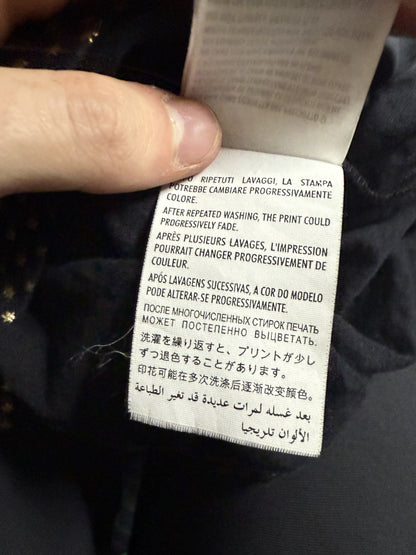 RIPETUTI LAVAGGI, LA STAMPA
POTREBBE CAMBIARE PROGRESSIVAMENTE
COLORE.
AFTER REPEATED WASHING, THE PRINT COULD
PROGRESSIVELY FADE.
APRÈS PLUSIEURS LAVAGES, L'IMPRESSION
POURRAIT CHANGER PROGRESSIVEMENT DE
COULEUR.
APÓS LAVAGENS SUCESSIVAS, A COR DO MODELO
PODE ALTERAR-SE PROGRESSIVAMENTE.
ПОСЛЕ МНОГОЧИСЛЕННЫХ СТИРОК ПЕЧАТЬ
МОЖЕТ ПОСТЕПЕННО ВЫЦВЕТАТЬ.
洗濯を繰り返すと、プリントが少し
ずつ退色することがあります。
印花可能在多次洗涤后逐渐改变颜色。
بعد غسله لمرات عديدة قد تغير الطباعة
الألوان تدريجيا